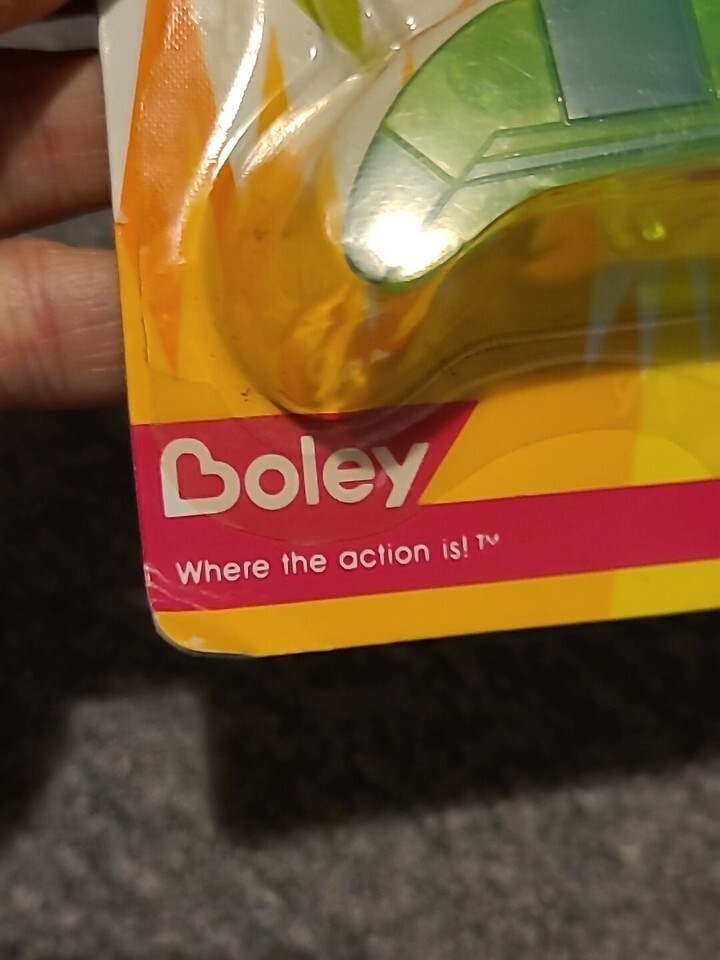 Boley
Where the action is! ™